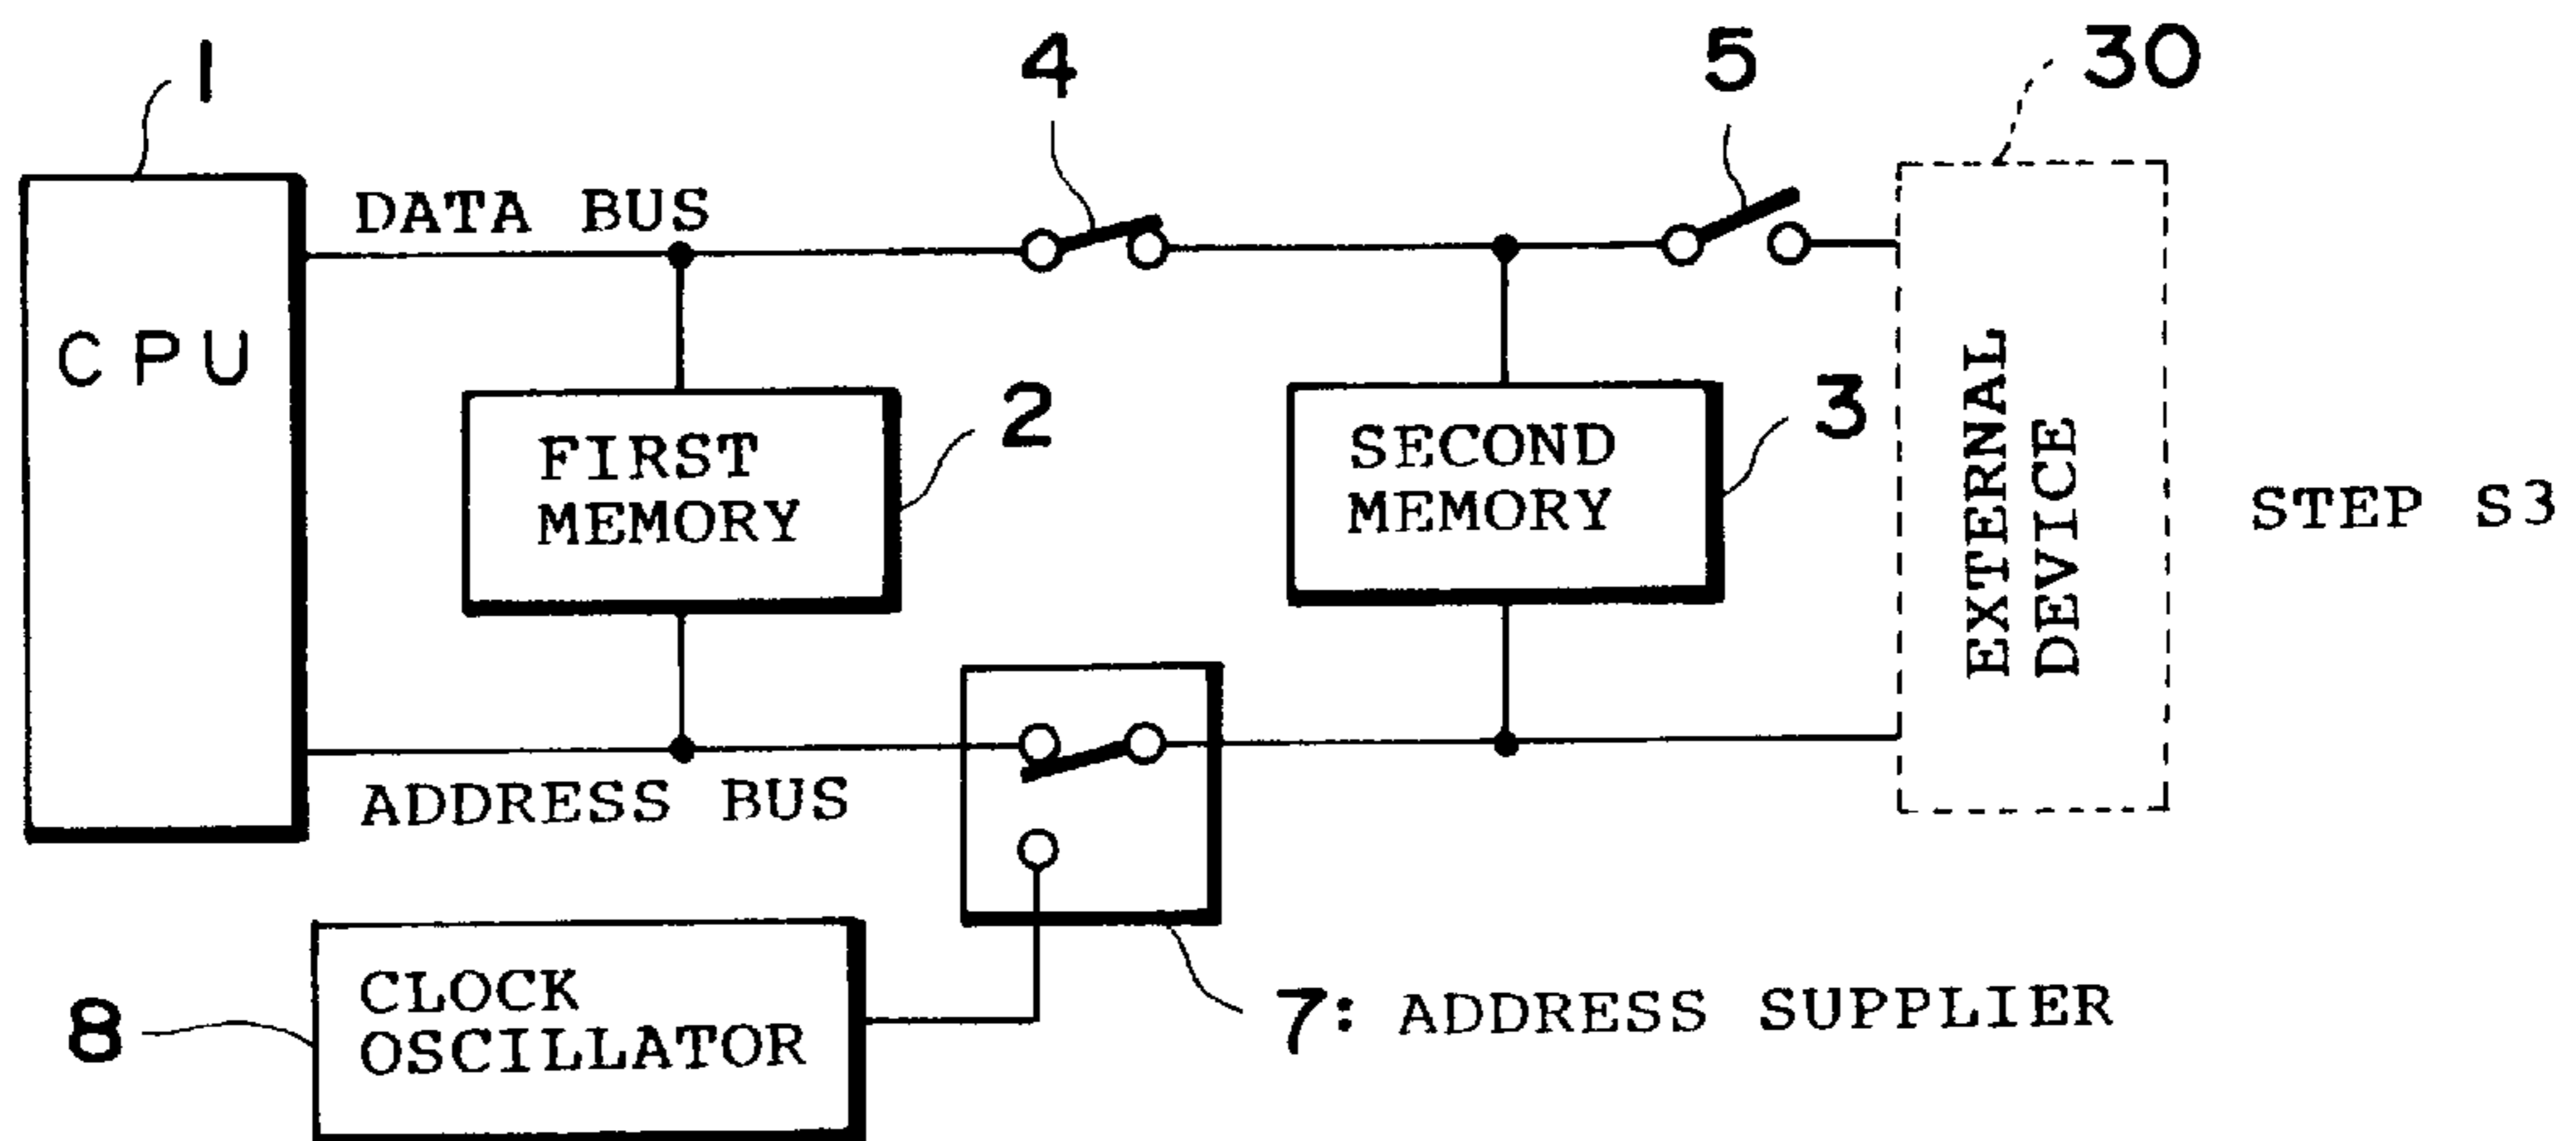 1
4
5
30
DATA BUS
CPU
FIRST
MEMORY
2
SECOND
MEMORY
3
EXTERNAL
DEVICE
STEP S3
ADDRESS BUS
7: ADDRESS SUPPLIER
8
CLOCK
OSCILLATOR